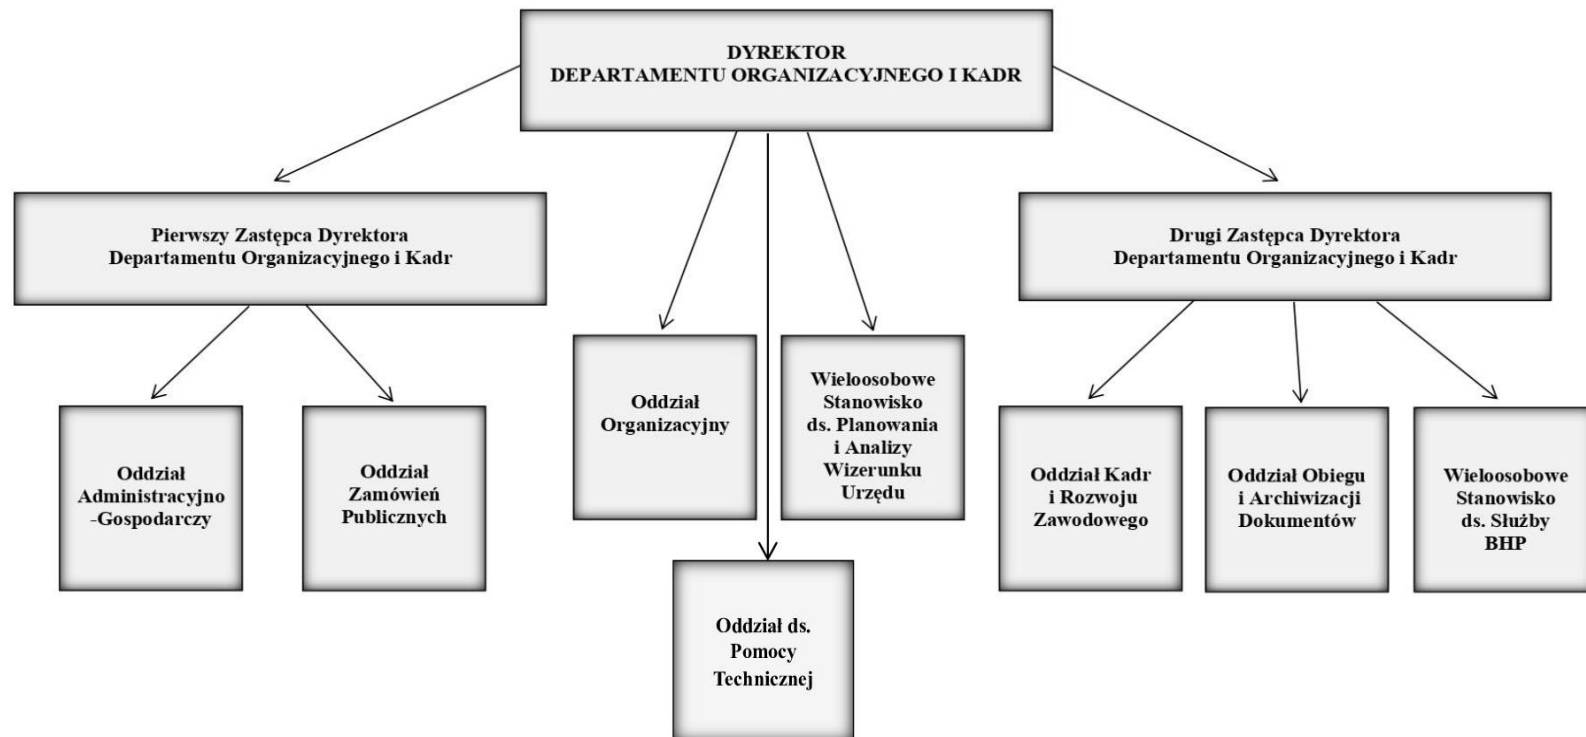 DYREKTOR
DEPARTAMENTU ORGANIZACYJNEGO I KADR
Pierwszy Zastępca Dyrektora
Departamentu Organizacyjnego i Kadr
Drugi Zastępca Dyrektora
Departamentu Organizacyjnego i Kadr
Oddział
Administracyjno
-Gospodarczy
Oddział
Zamówień
Publicznych
Oddział
Organizacyjny
Wieloosobowe
Stanowisko
ds. Planowania
i Analizy
Wizerunku
Urzędu
Oddział Kadr
i Rozwoju
Zawodowego
Oddział Obiegu
i Archiwizacji
Dokumentów
Wieloosobowe
Stanowisko
ds. Służby
BHP
Oddział ds.
Pomocy
Technicznej